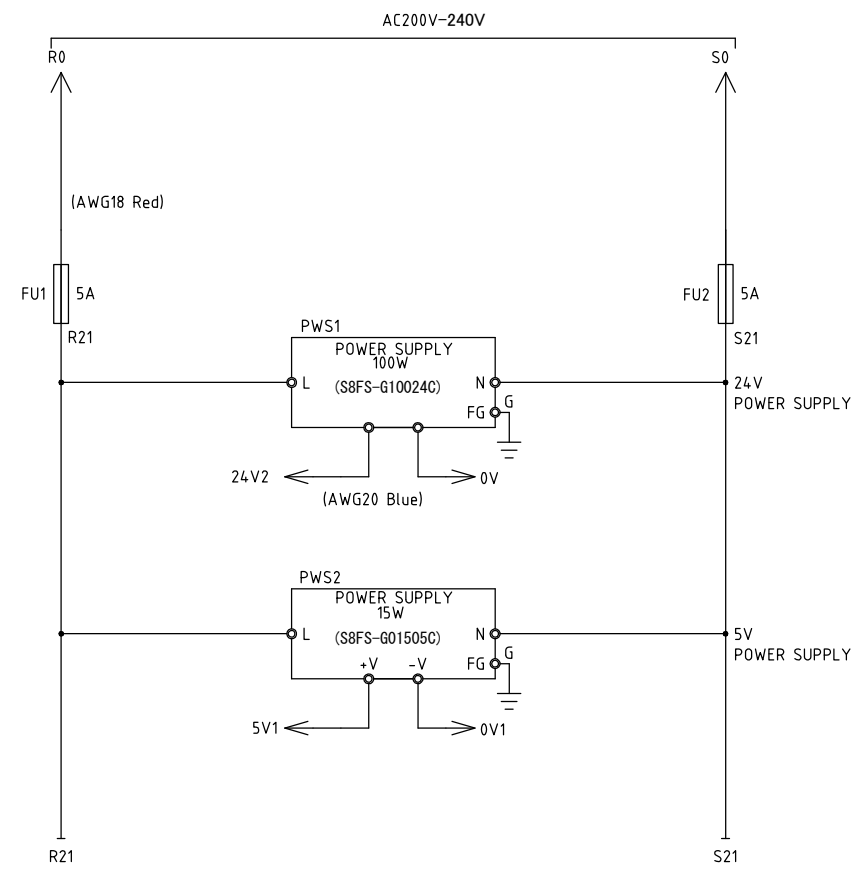 AC200V-240V
R0
S0
(AWG18 Red)
FU1 5A
FU2 5A
R21
S21
PWS1
POWER SUPPLY
100W
(S8FS-G10024C)
L
N
24V
POWER SUPPLY
FG
G
24V2
0V
(AWG20 Blue)
PWS2
POWER SUPPLY
15W
(S8FS-G01505C)
L
N
5V
POWER SUPPLY
+V
-V
FG
G
5V1
0V1
R21
S21